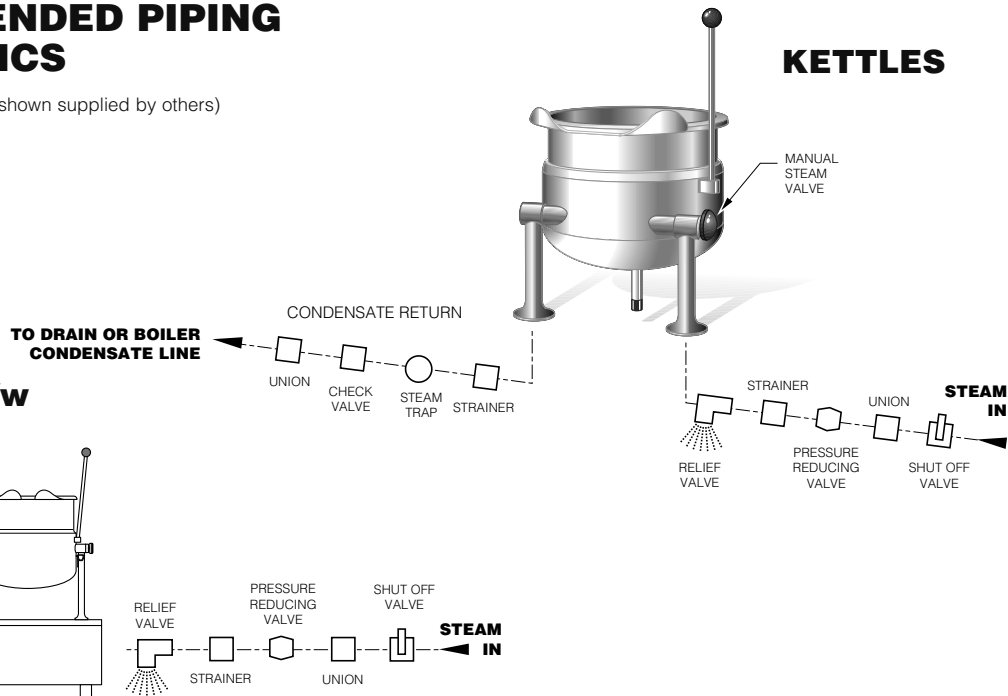 ENDED PIPING
ICS
shown supplied by others)
KETTLES
MANUAL
STEAM
VALVE
CONDENSATE RETURN
TO DRAIN OR BOILER
CONDENSATE LINE
UNION
CHECK
VALVE
STEAM
TRAP
STRAINER
STRAINER
UNION
STEAM
IN
RELIEF
VALVE
PRESSURE
REDUCING
VALVE
SHUT OFF
VALVE
RELIEF
VALVE
PRESSURE
REDUCING
VALVE
SHUT OFF
VALVE
STEAM
IN
STRAINER
UNION